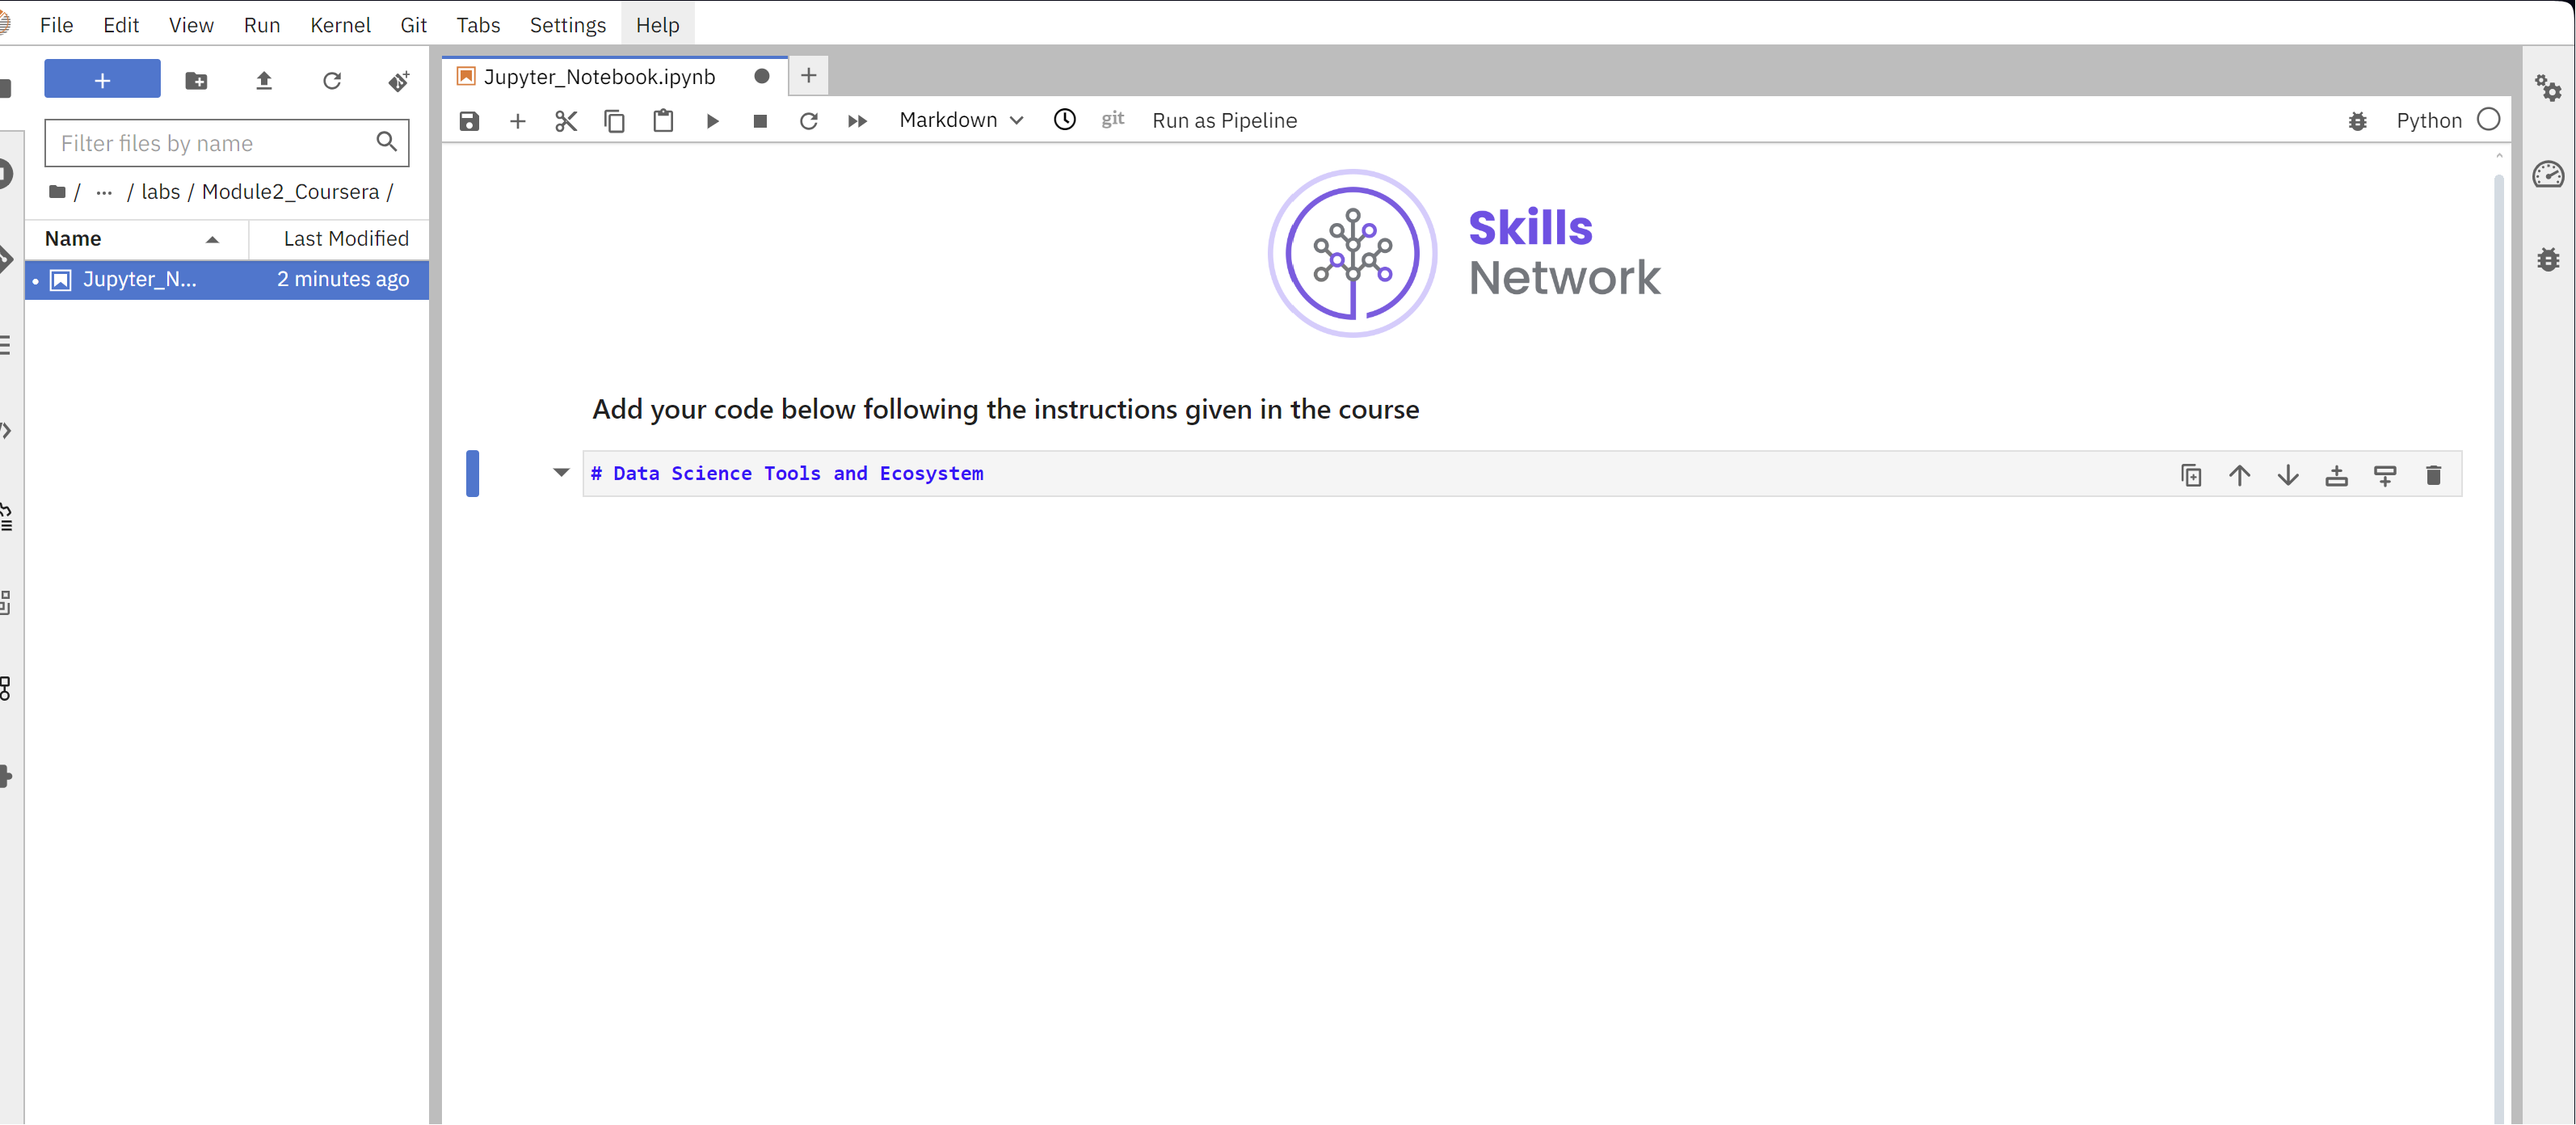 File Edit View Run Kernel Git Tabs Settings Help
Jupyter_Notebook.ipynb
Filter files by name
Markdown git Run as Pipeline Python
/ ... / labs / Module2_Coursera /
Name Last Modified
Jupyter_N... 2 minutes ago
Skills
Network
Add your code below following the instructions given in the course
# Data Science Tools and Ecosystem